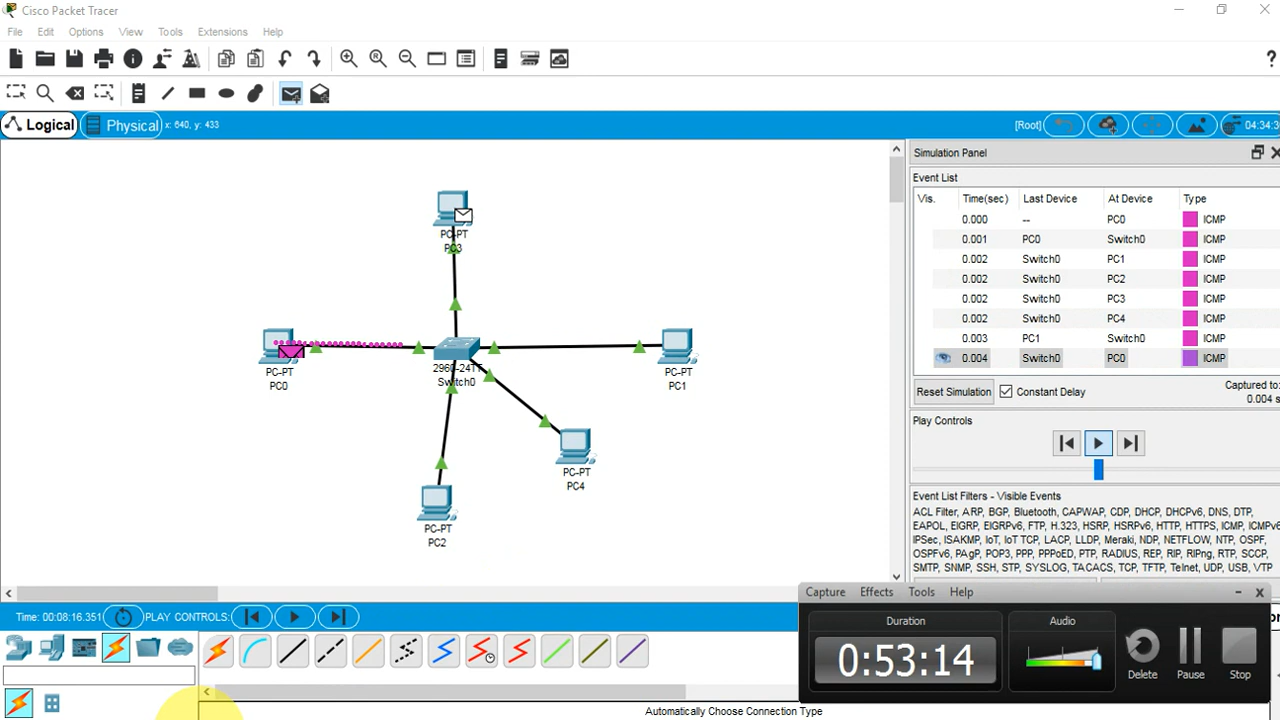 Cisco Packet Tracer
File Edit Options View Tools Extensions Help
?
Logical Physical x: 640, y: 433 [Root] 04:34:3
Simulation Panel
Event List
Vis. Time(sec) Last Device At Device Type
0.000 -- PC0 ICMP
0.001 PC0 Switch0 ICMP
0.002 Switch0 PC1 ICMP
0.002 Switch0 PC2 ICMP
0.002 Switch0 PC3 ICMP
0.002 Switch0 PC4 ICMP
0.003 PC1 Switch0 ICMP
0.004 Switch0 PC0 ICMP
PC-PT
PC3
PC-PT
PC0
2960-24TT
Switch0
PC-PT
PC1
PC-PT
PC4
PC-PT
PC2
Reset Simulation Constant Delay Captured to:
0.004 s
Play Controls
Event List Filters - Visible Events
ACL Filter, ARP, BGP, Bluetooth, CAPWAP, CDP, DHCP, DHCPv6, DNS, DTP,
EAPOL, EIGRP, EIGRPv6, FTP, H.323, HSRP, HSRPv6, HTTP, HTTPS, ICMP, ICMPv
IPSec, ISAKMP, IoT, IoT TCP, LACP, LLDP, Meraki, NDP, NETFLOW, NTP, OSPF,
OSPFv6, PAgP, POP3, PPP, PPPoED, PTP, RADIUS, REP, RIP, RIPng, RTP, SCCP,
SMTP, SNMP, SSH, STP, SYSLOG, TACACS, TCP, TFTP, Telnet, UDP, USB, VTP
Time: 00:08:16.351 PLAY CONTROLS:
Capture Effects Tools Help
Duration
0:53:14
Audio
Delete Pause Stop
Automatically Choose Connection Type